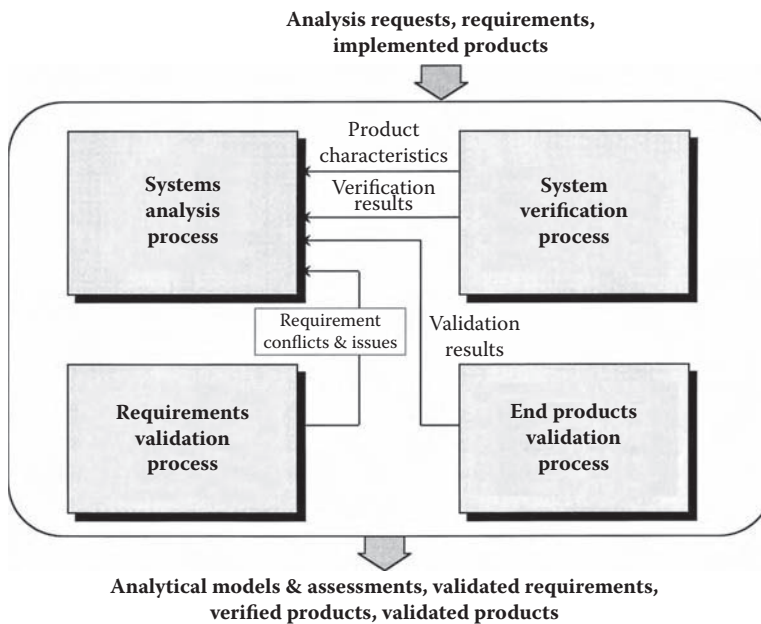 Analysis requests, requirements,
implemented products
Systems
analysis
process
Product
characteristics
Verification
results
System
verification
process
Requirement
conflicts & issues
Validation
results
Requirements
validation
process
End products
validation
process
Analytical models & assessments, validated requirements,
verified products, validated products